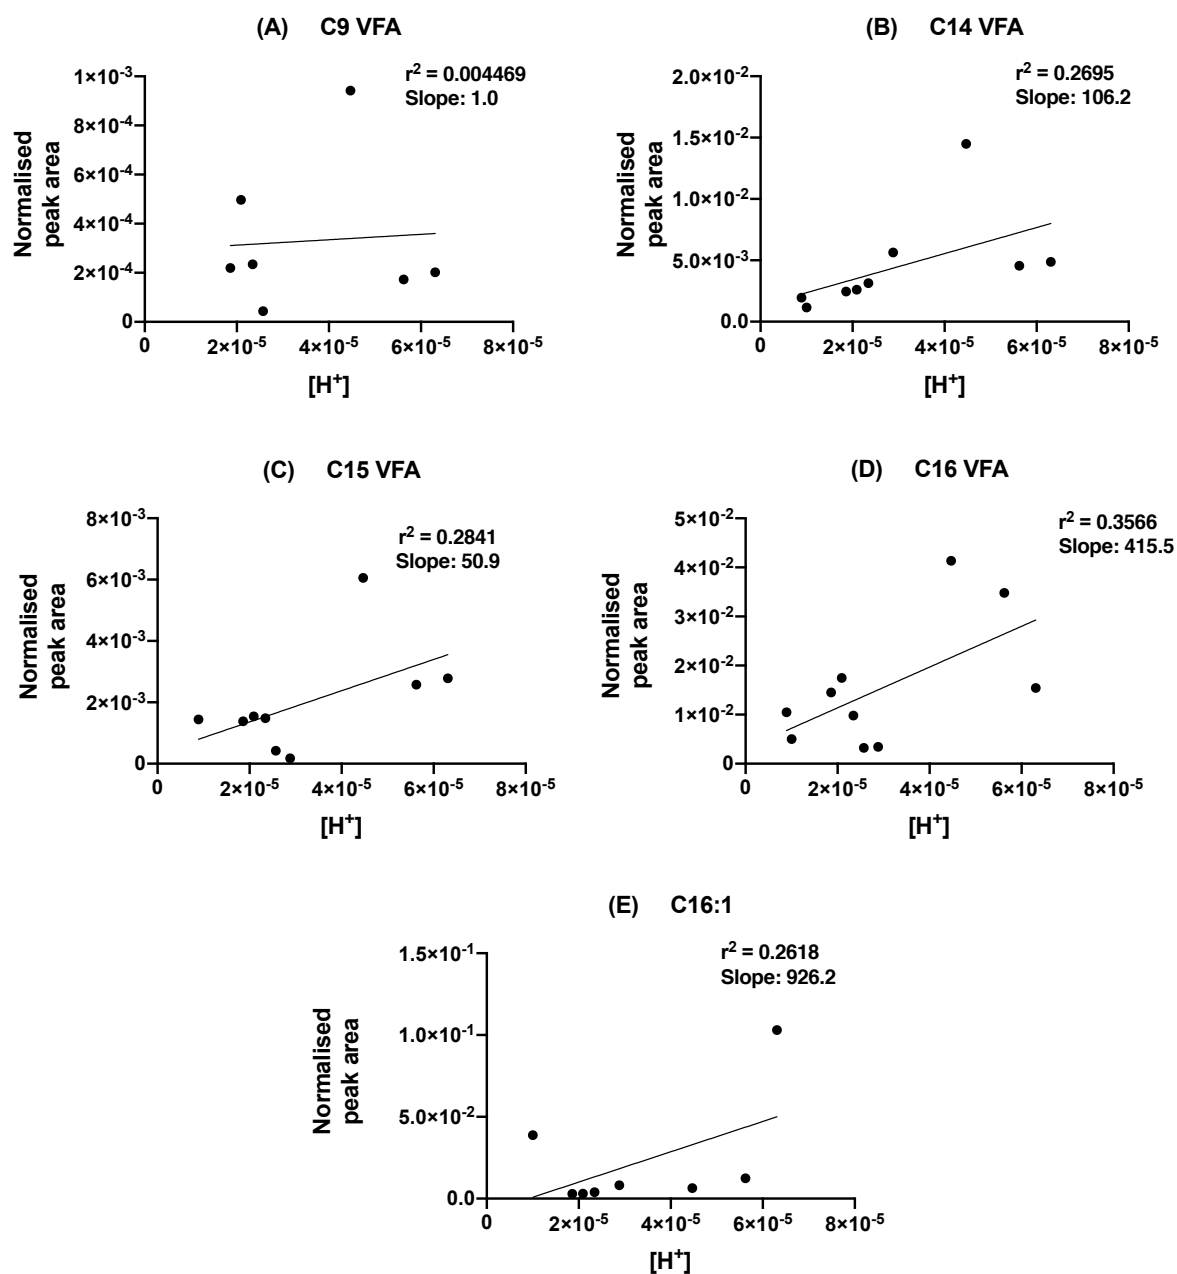 (A) C9 VFA
r² = 0.004469
Slope: 1.0
1×10⁻³
8×10⁻⁴
6×10⁻⁴
4×10⁻⁴
2×10⁻⁴
0
Normalised
peak area
0 2×10⁻⁵ 4×10⁻⁵ 6×10⁻⁵ 8×10⁻⁵
[H⁺]
(B) C14 VFA
r² = 0.2695
Slope: 106.2
2.0×10⁻²
1.5×10⁻²
1.0×10⁻²
5.0×10⁻³
0.0
Normalised
peak area
0 2×10⁻⁵ 4×10⁻⁵ 6×10⁻⁵ 8×10⁻⁵
[H⁺]
(C) C15 VFA
r² = 0.2841
Slope: 50.9
8×10⁻³
6×10⁻³
4×10⁻³
2×10⁻³
0
Normalised
peak area
0 2×10⁻⁵ 4×10⁻⁵ 6×10⁻⁵ 8×10⁻⁵
[H⁺]
(D) C16 VFA
r² = 0.3566
Slope: 415.5
5×10⁻²
4×10⁻²
3×10⁻²
2×10⁻²
1×10⁻²
0
Normalised
peak area
0 2×10⁻⁵ 4×10⁻⁵ 6×10⁻⁵ 8×10⁻⁵
[H⁺]
(E) C16:1
r² = 0.2618
Slope: 926.2
1.5×10⁻¹
1.0×10⁻¹
5.0×10⁻²
0.0
Normalised
peak area
0 2×10⁻⁵ 4×10⁻⁵ 6×10⁻⁵ 8×10⁻⁵
[H⁺]